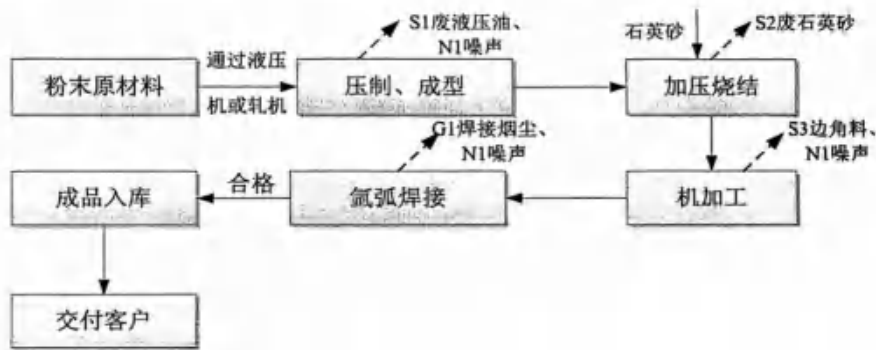 S1废液压油、
N1噪声
石英砂
S2废石英砂
粉末原材料
通过液压
机或轧机
压制、成型
加压烧结
G1焊接烟尘、
N1噪声
S3边角料、
N1噪声
成品入库
合格
氩弧焊接
机加工
交付客户